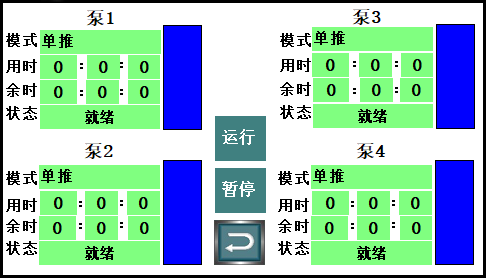 泵1
模式 单推
用时 0 : 0 : 0
余时 0 : 0 : 0
状态 就绪
泵3
模式 单推
用时 0 : 0 : 0
余时 0 : 0 : 0
状态 就绪
运行
暂停
泵2
模式 单推
用时 0 : 0 : 0
余时 0 : 0 : 0
状态 就绪
泵4
模式 单推
用时 0 : 0 : 0
余时 0 : 0 : 0
状态 就绪